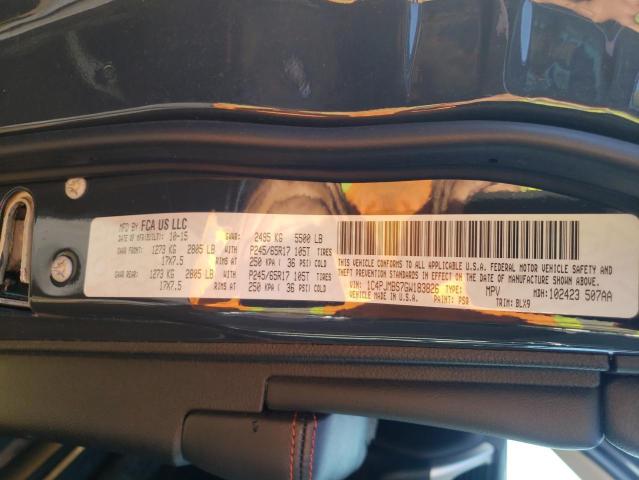 MFD BY FCA US LLC
DATE OF MFR(BUILT): 10-15 GVWR: 2495 KG 5500 LB
GAWR FRONT: 1273 KG 2805 LB WITH P245/65R17 105T TIRES
17X7.5 RIMS AT 250 KPA ( 36 PSI) COLD
GAWR REAR: 1273 KG 2805 LB WITH P245/65R17 105T TIRES
17X7.5 RIMS AT 250 KPA ( 36 PSI) COLD
THIS VEHICLE CONFORMS TO ALL APPLICABLE U.S.A. FEDERAL MOTOR VEHICLE SAFETY AND
THEFT PREVENTION STANDARDS IN EFFECT ON THE DATE OF MANUFACTURE SHOWN ABOVE.
VIN: 1C4PJMBS7GW183826 TYPE: MPV MDH: 102423 507AA
VEHICLE MADE IN U.S.A. PAINT: PSR TRIM: BLX9